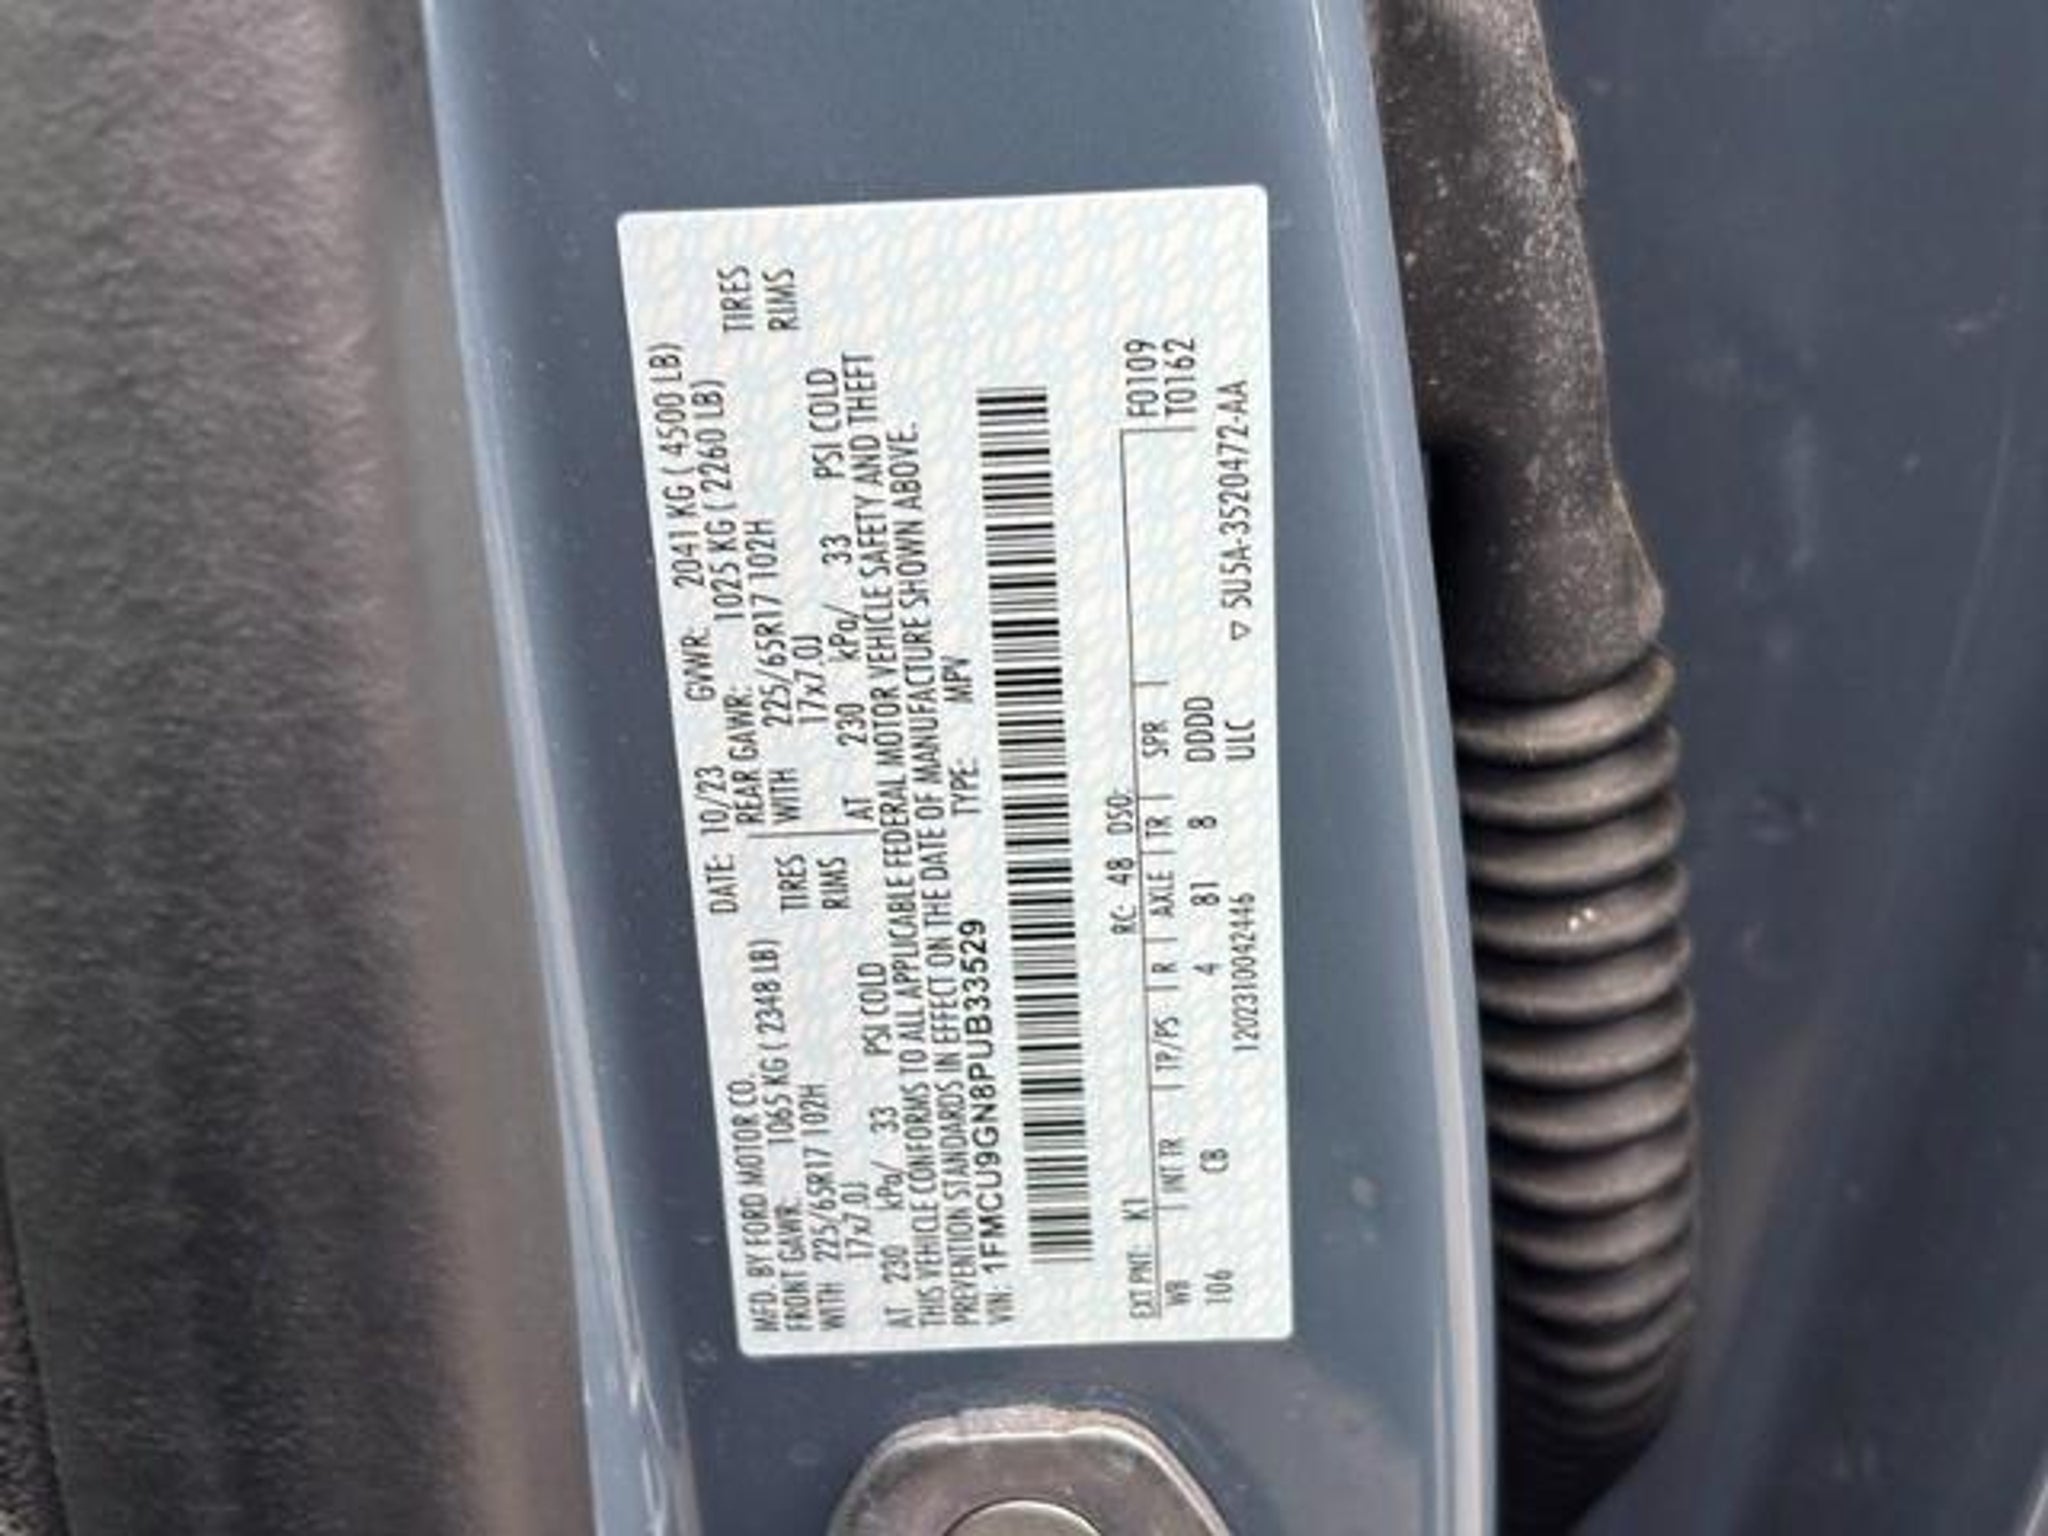 MFD. BY FORD MOTOR CO. DATE: 10/23 GVWR: 2041 KG ( 4500 LB)
FRONT GAWR: 1065 KG ( 2348 LB) REAR GAWR: 1025 KG ( 2260 LB)
WITH 225/65R17 102H TIRES WITH 225/65R17 102H TIRES
17x7.0J RIMS 17x7.0J RIMS
AT 230 kPa/ 33 PSI COLD AT 230 kPa/ 33 PSI COLD
THIS VEHICLE CONFORMS TO ALL APPLICABLE FEDERAL MOTOR VEHICLE SAFETY AND THEFT
PREVENTION STANDARDS IN EFFECT ON THE DATE OF MANUFACTURE SHOWN ABOVE.
VIN: 1FMCU9GN8PUB33529 TYPE: MPV
EXT PNT: K1 RC: 48 DSO: F0109
WB INT TR TP/PS R AXLE TR SPR T0162
106 CB 4 81 8 DDDD
1202310042446 ULC ▽ 5U5A-3520472-AA